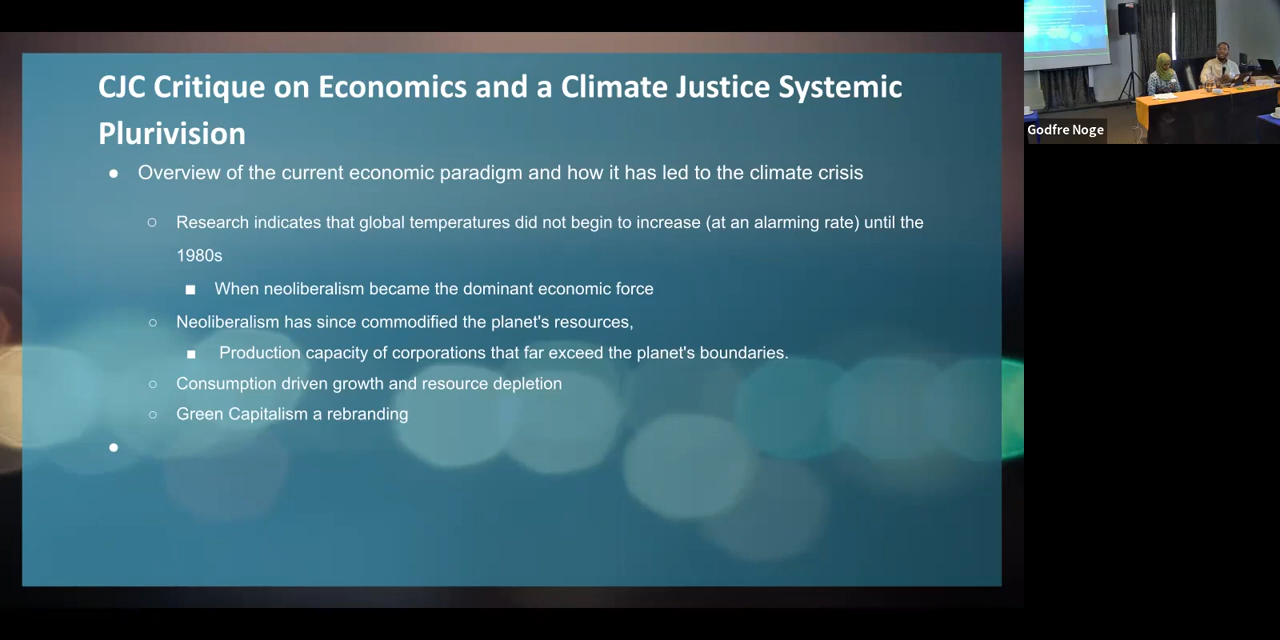 CJC Critique on Economics and a Climate Justice Systemic
Plurivision
● Overview of the current economic paradigm and how it has led to the climate crisis
○ Research indicates that global temperatures did not begin to increase (at an alarming rate) until the
1980s
■ When neoliberalism became the dominant economic force
○ Neoliberalism has since commodified the planet's resources,
■ Production capacity of corporations that far exceed the planet's boundaries.
○ Consumption driven growth and resource depletion
○ Green Capitalism a rebranding
●
Godfre Noge